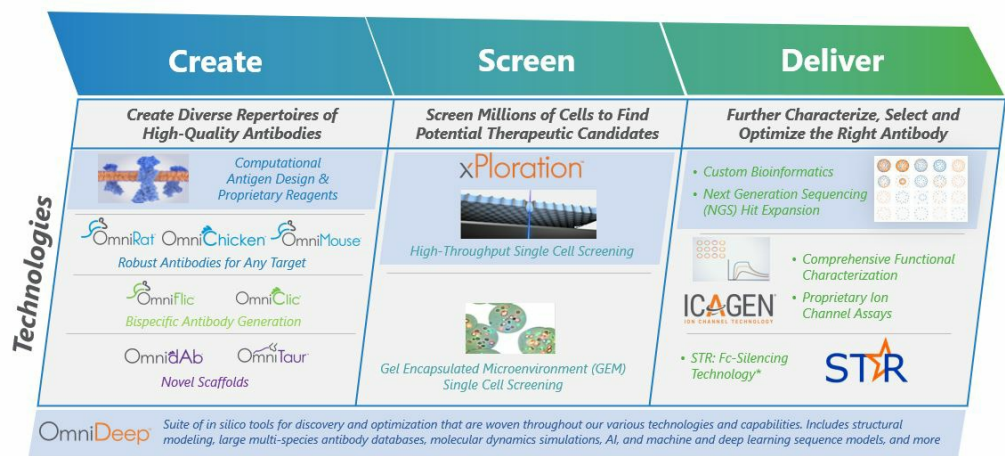 Create
Screen
Deliver
Technologies
Create Diverse Repertoires of
High-Quality Antibodies
Computational
Antigen Design &
Proprietary Reagents
OmniRat OmniChicken OmniMouse
Robust Antibodies for Any Target
OmniFlic OmniClic
Bispecific Antibody Generation
OmnidAb OmniTaur
Novel Scaffolds
Screen Millions of Cells to Find
Potential Therapeutic Candidates
xPloration
High-Throughput Single Cell Screening
Gel Encapsulated Microenvironment (GEM)
Single Cell Screening
Further Characterize, Select and
Optimize the Right Antibody
• Custom Bioinformatics
• Next Generation Sequencing
(NGS) Hit Expansion
• Comprehensive Functional
Characterization
ICAGEN
ION CHANNEL TECHNOLOGY
• Proprietary Ion
Channel Assays
• STR: Fc-Silencing
Technology*
STR
OmniDeep
Suite of in silico tools for discovery and optimization that are woven throughout our various technologies and capabilities. Includes structural
modeling, large multi-species antibody databases, molecular dynamics simulations, AI, and machine and deep learning sequence models, and more